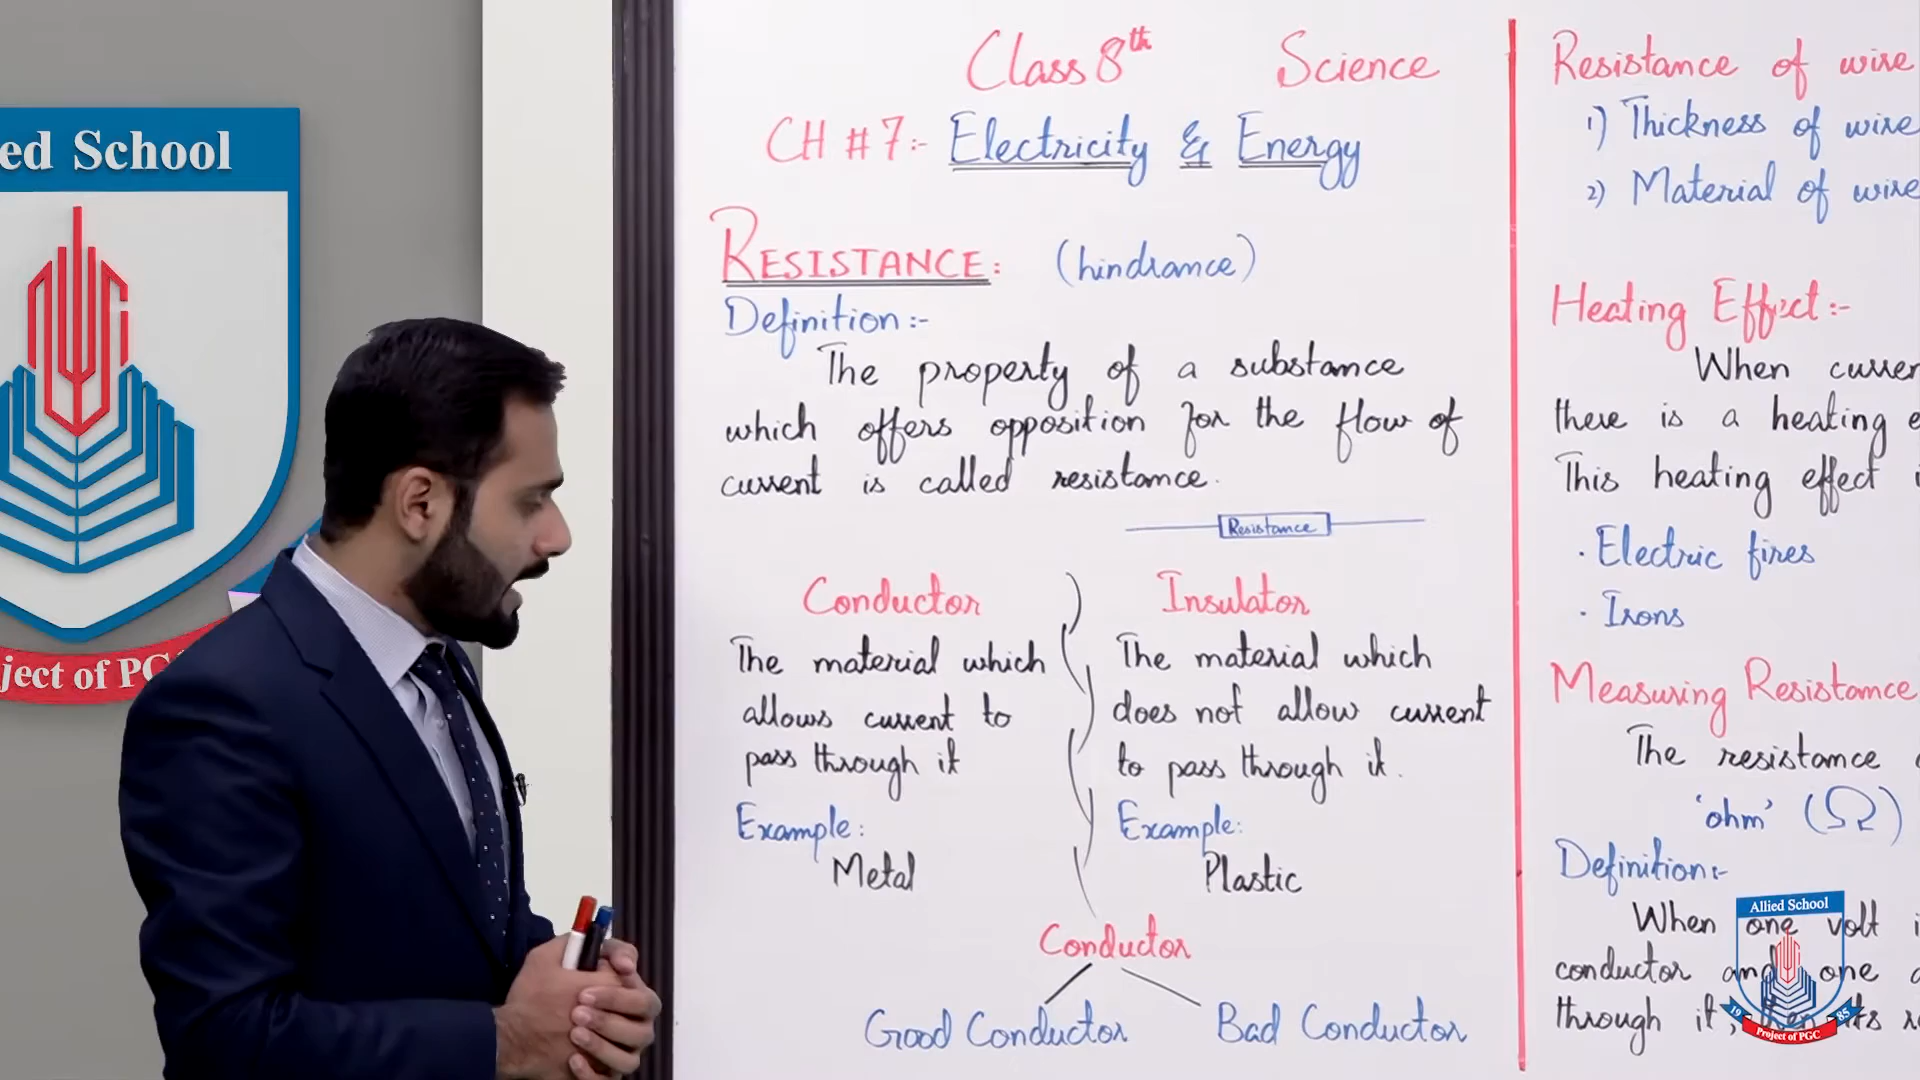 ed School
ject of PG
Class 8th Science
CH # 7:- Electricity & Energy
RESISTANCE: (hindrance)
Definition:-
The property of a substance
which offers opposition for the flow of
current is called resistance.
Resistance
Conductor
The material which
allows current to
pass through it
Example:
Metal
Insulator
The material which
does not allow current
to pass through it.
Example:
Plastic
Conductor
Good Conductor Bad Conductor
Resistance of wire
1) Thickness of wire
2) Material of wire
Heating Effect:-
When curren
there is a heating e
This heating effect i
· Electric fires
· Irons
Measuring Resistance
The resistance
'ohm' (Ω)
Definition:-
When one volt i
conductor and one
through it, then its re
Allied School
19 85
Project of PGC